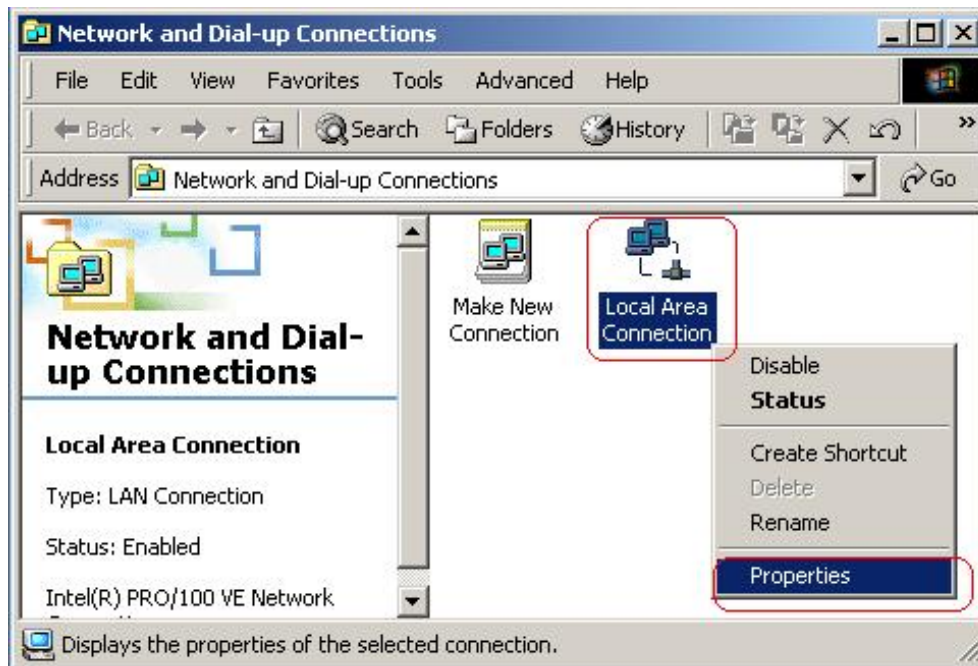 Network and Dial-up Connections
File Edit View Favorites Tools Advanced Help
Back Search Folders History »
Address Network and Dial-up Connections Go
Network and Dial-
up Connections
Local Area Connection
Type: LAN Connection
Status: Enabled
Intel(R) PRO/100 VE Network
Make New
Connection
Local Area
Connection
Disable
Status
Create Shortcut
Delete
Rename
Properties
Displays the properties of the selected connection.